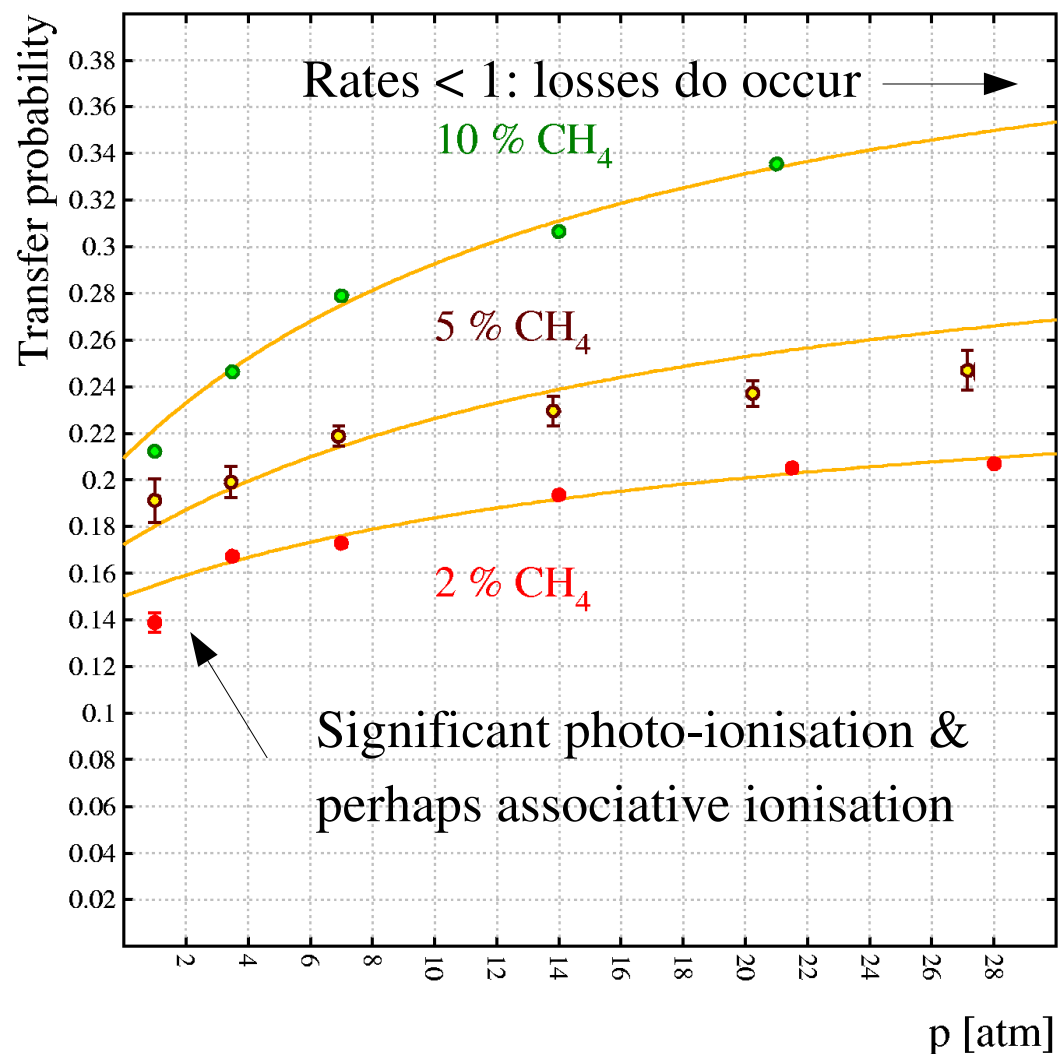 Transfer probability
0.38
0.36
0.34
0.32
0.3
0.28
0.26
0.24
0.22
0.2
0.18
0.16
0.14
0.12
0.1
0.08
0.06
0.04
0.02
Rates < 1: losses do occur
10 % CH₄
5 % CH₄
2 % CH₄
Significant photo-ionisation &
perhaps associative ionisation
2 4 6 8 10 12 14 16 18 20 22 24 26 28
p [atm]